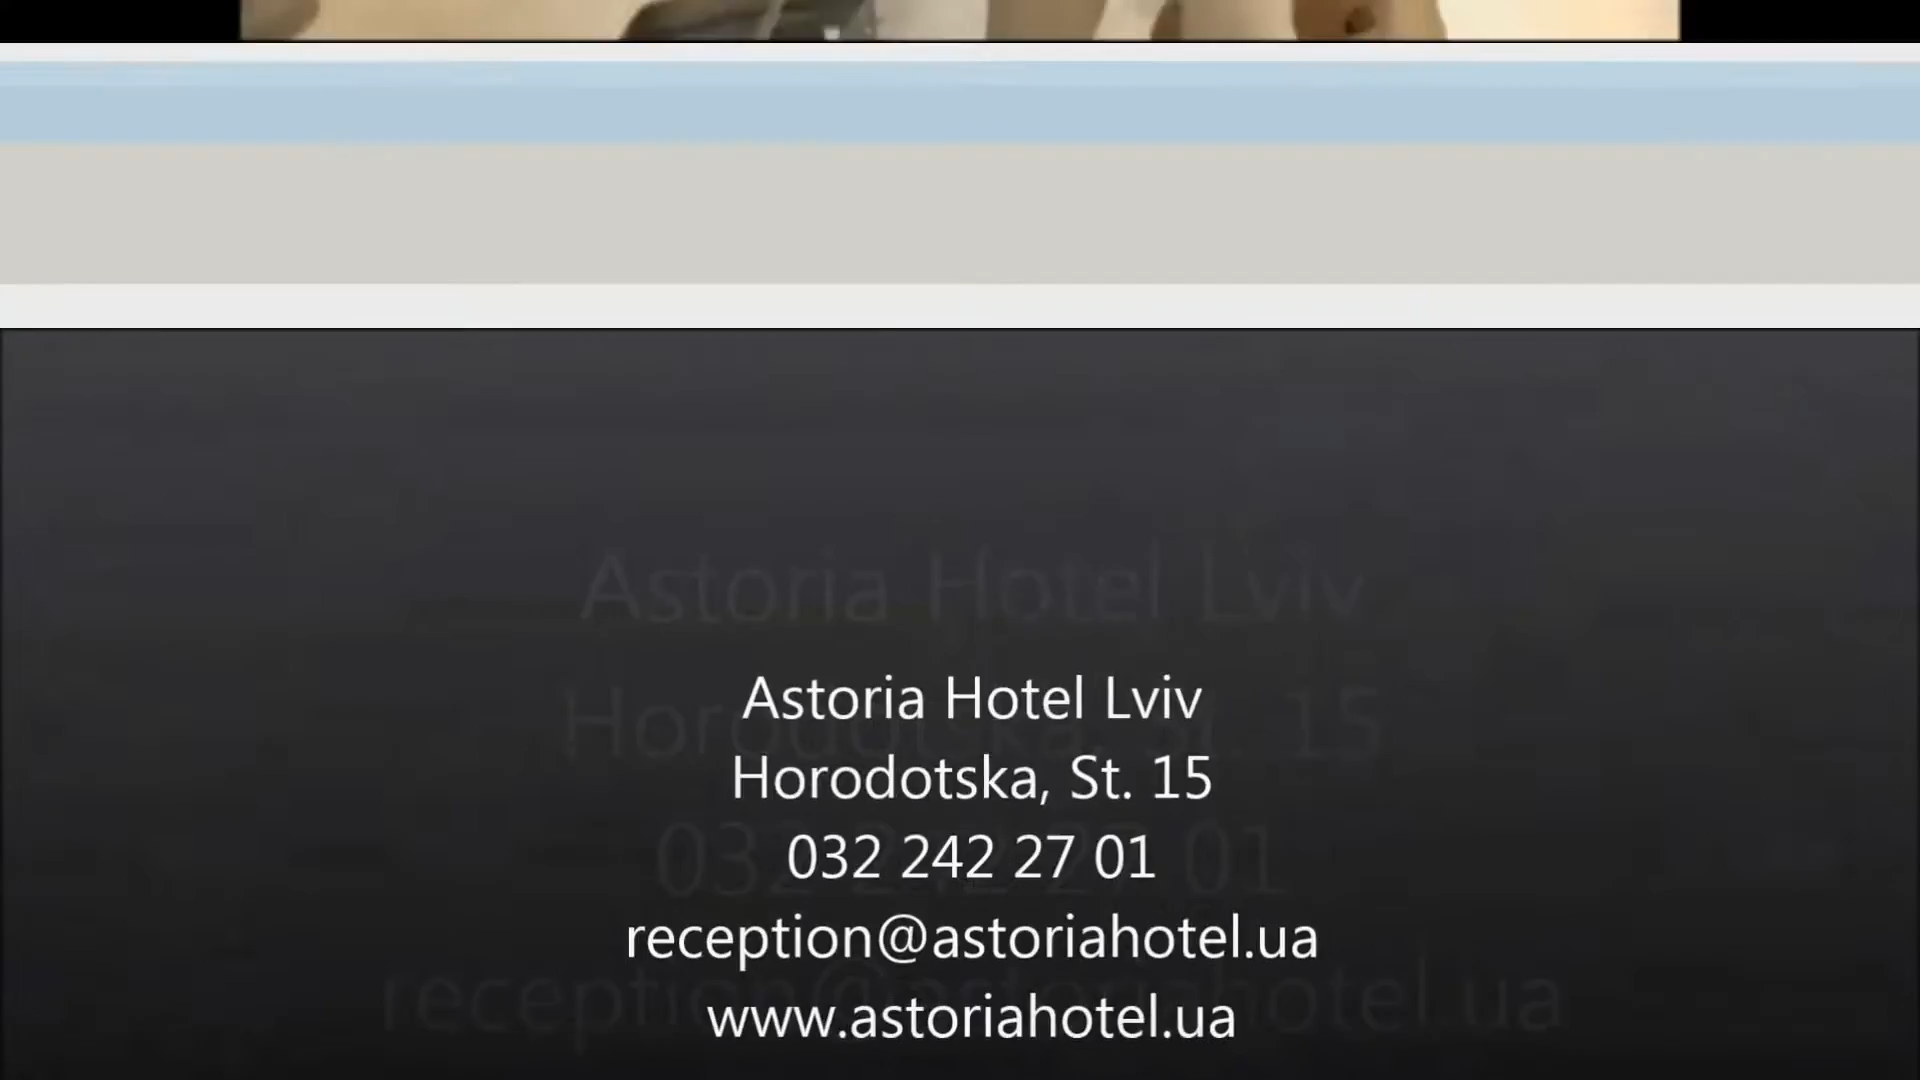 Astoria Hotel Lviv
Horodotska, St. 15
032 242 27 01
reception@astoriahotel.ua
www.astoriahotel.ua